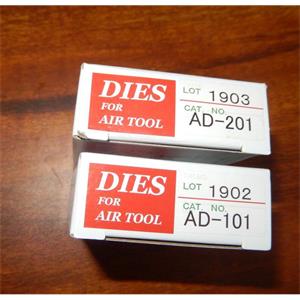 DIES
FOR
AIR TOOL
LOT 1903
CAT. NO.
AD-201
DIES
FOR
AIR TOOL
LOT 1902
CAT. NO.
AD-101